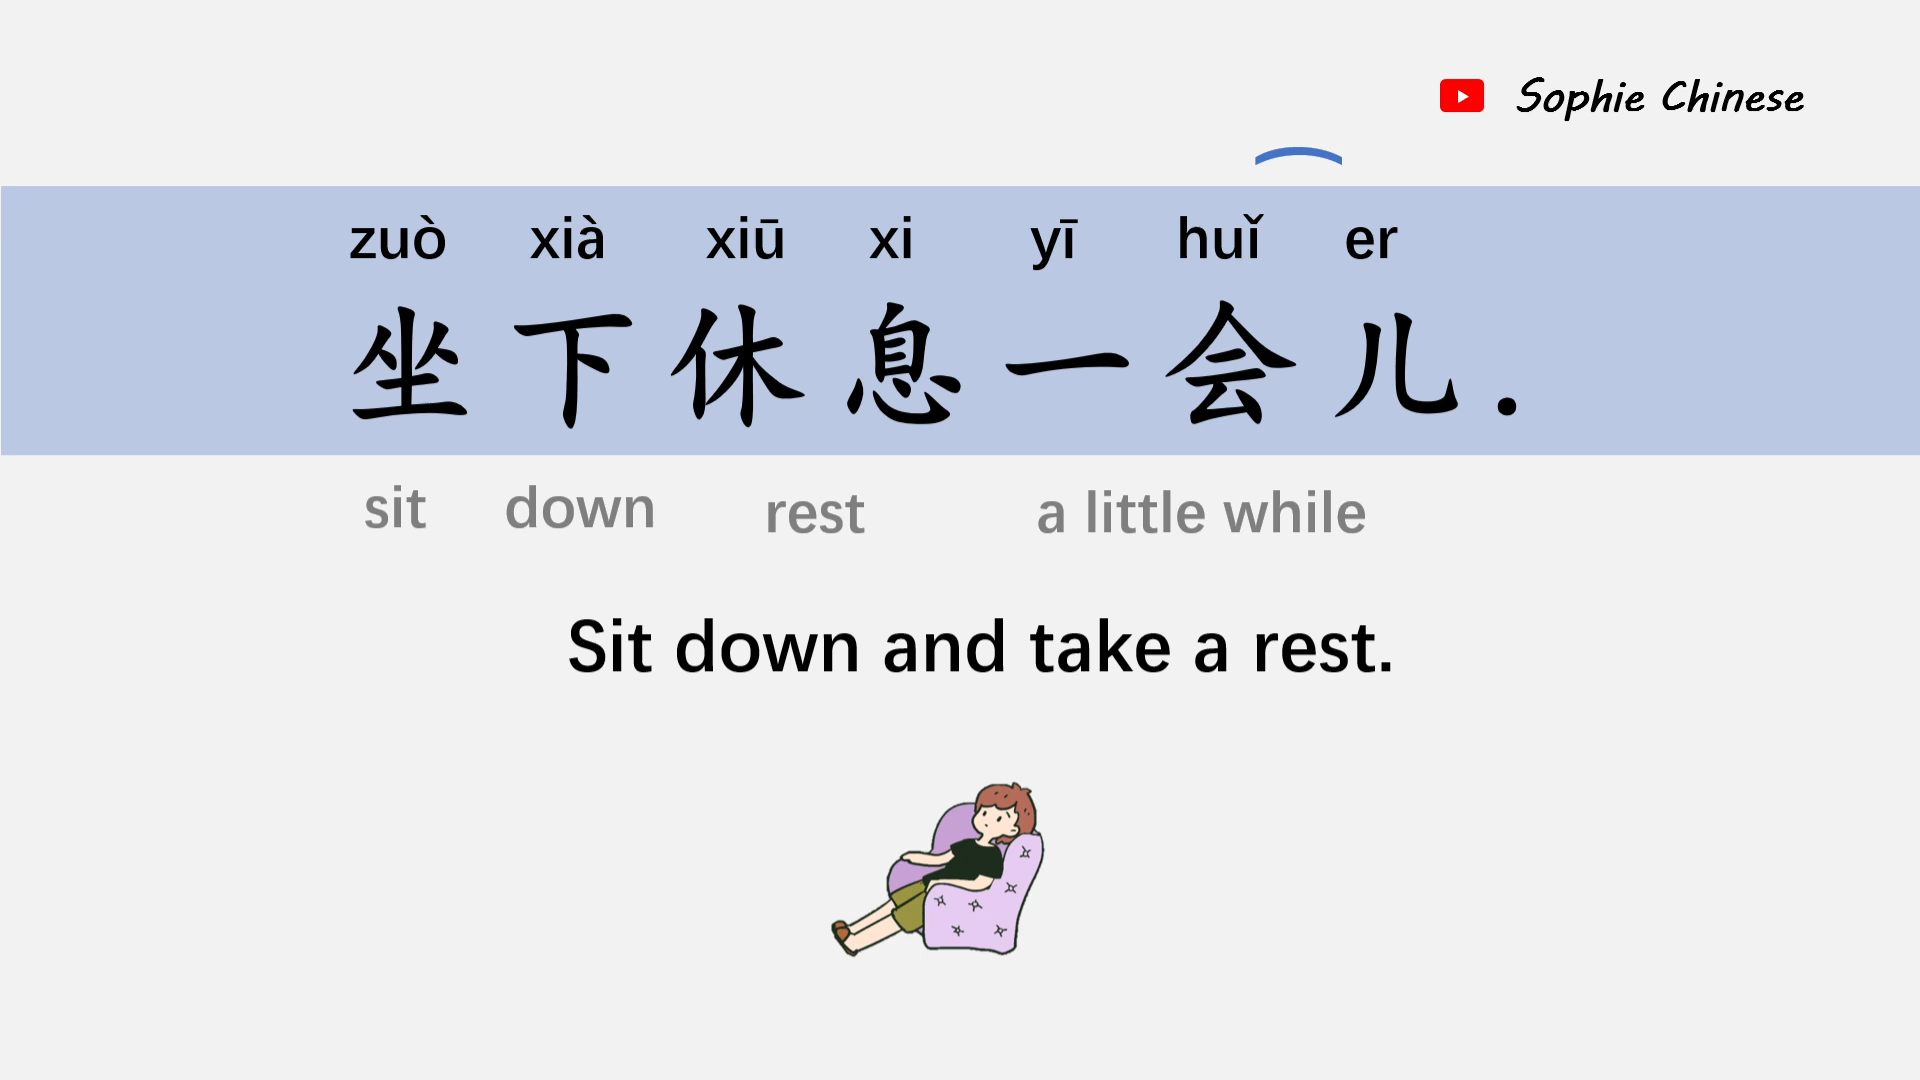 Sophie Chinese
zuò xià xiū xi yī huǐ er
坐下休息一会儿.
sit down rest a little while
Sit down and take a rest.